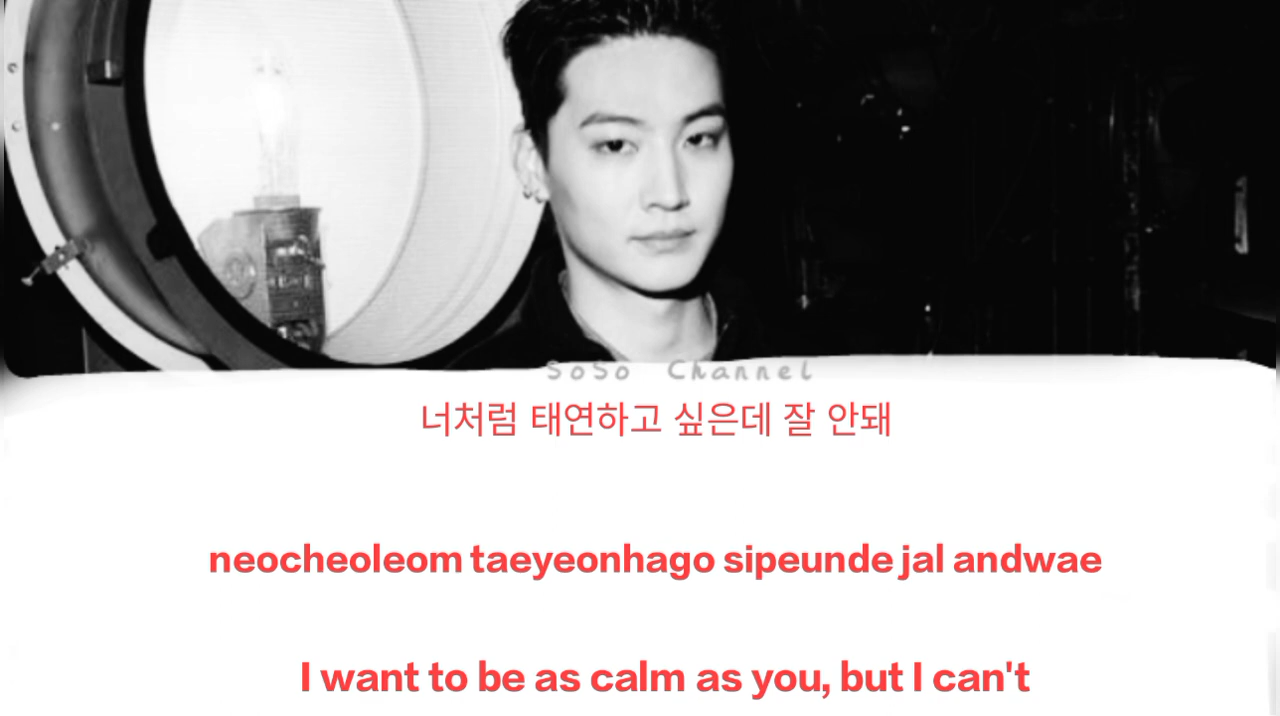 SoSo Channel
너처럼 태연하고 싶은데 잘 안돼
neocheoleom taeyeonhago sipeunde jal andwae
I want to be as calm as you, but I can't